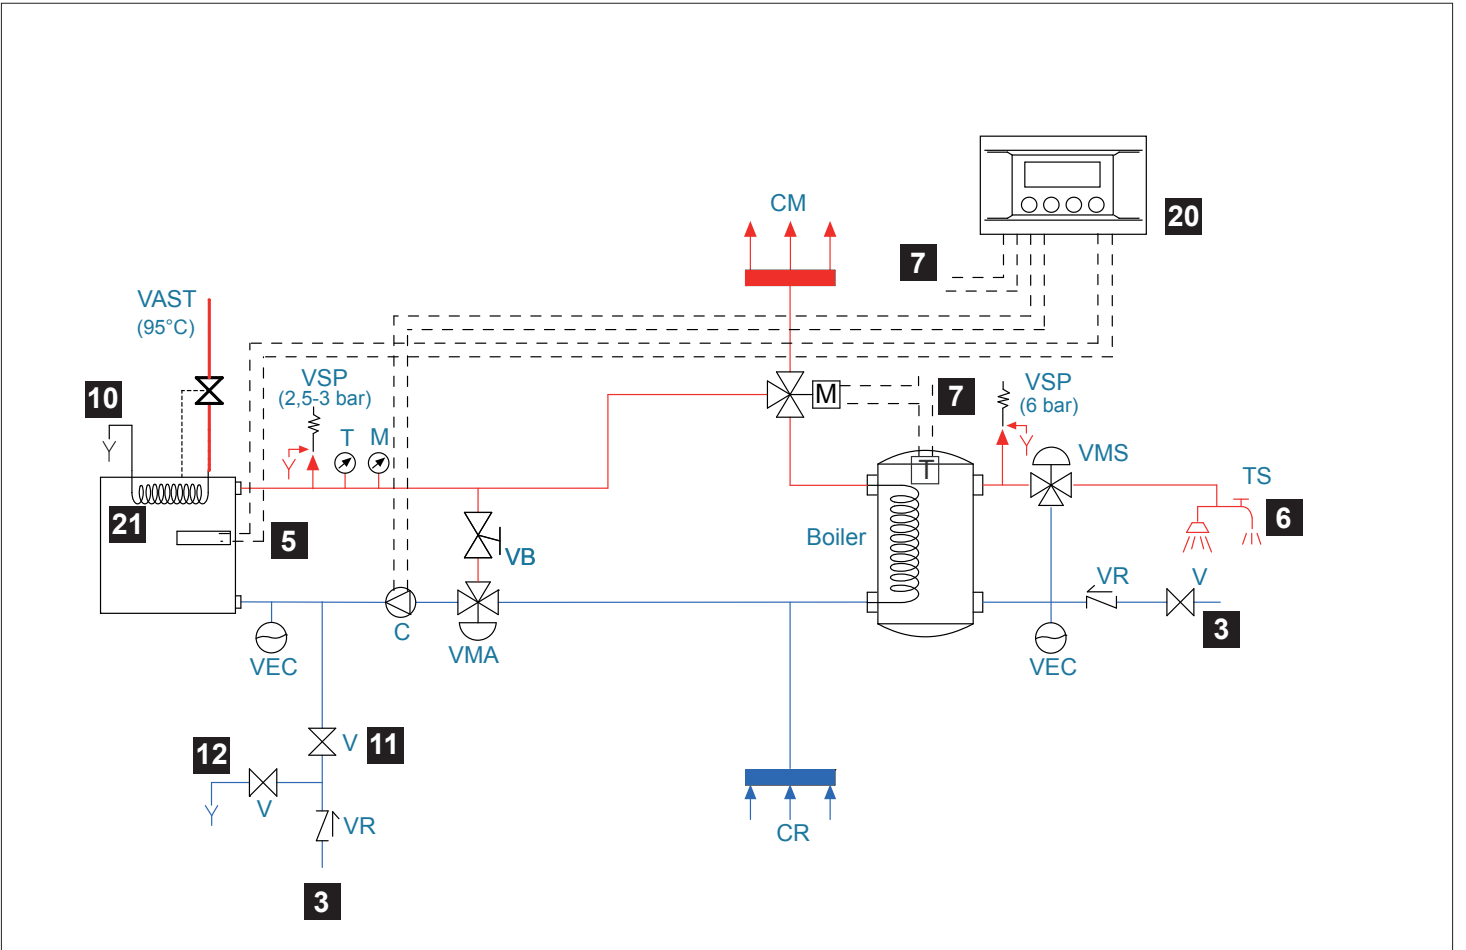 20
CM
7
VAST
(95°C)
VSP
(2,5-3 bar)
10
M
7
VSP
(6 bar)
T
M
VMS
T
TS
21
5
6
Boiler
VB
VR
V
3
C
VEC
VMA
VEC
V
11
12
V
VR
CR
3